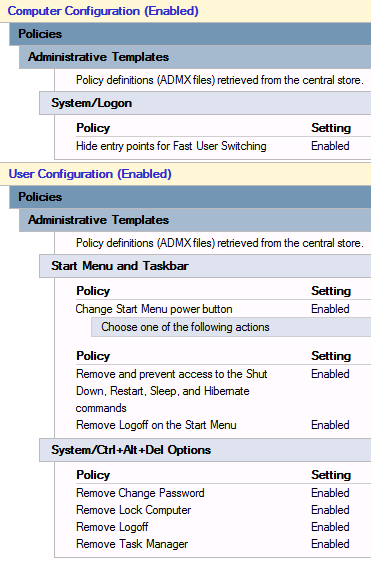 Computer Configuration (Enabled)
Policies
Administrative Templates
Policy definitions (ADMX files) retrieved from the central store.
System/Logon
Policy Setting
Hide entry points for Fast User Switching Enabled
User Configuration (Enabled)
Policies
Administrative Templates
Policy definitions (ADMX files) retrieved from the central store.
Start Menu and Taskbar
Policy Setting
Change Start Menu power button Enabled
Choose one of the following actions
Policy Setting
Remove and prevent access to the Shut Enabled
Down, Restart, Sleep, and Hibernate
commands
Remove Logoff on the Start Menu Enabled
System/Ctrl+Alt+Del Options
Policy Setting
Remove Change Password Enabled
Remove Lock Computer Enabled
Remove Logoff Enabled
Remove Task Manager Enabled